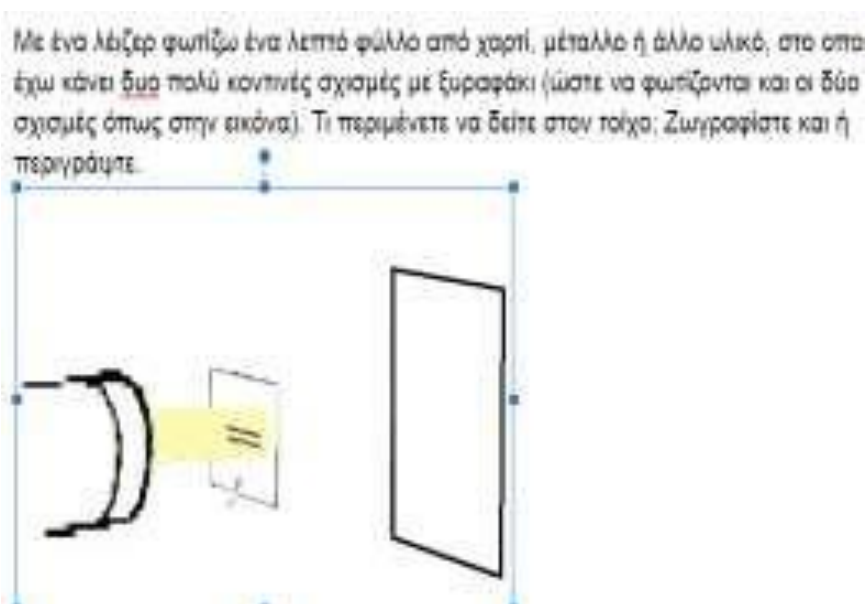 Με ένα λέιζερ φωτίζω ένα λεπτό φύλλο από χαρτί, μέταλλο ή άλλο υλικό, στο οπο
έχω κάνει δυο πολύ κοντινές σχισμές με ξυραφάκι (ώστε να φωτίζονται και οι δύο
σχισμές όπως στην εικόνα). Τι περιμένετε να δείτε στον τοίχο; Ζωγραφίστε και ή
περιγράψτε.